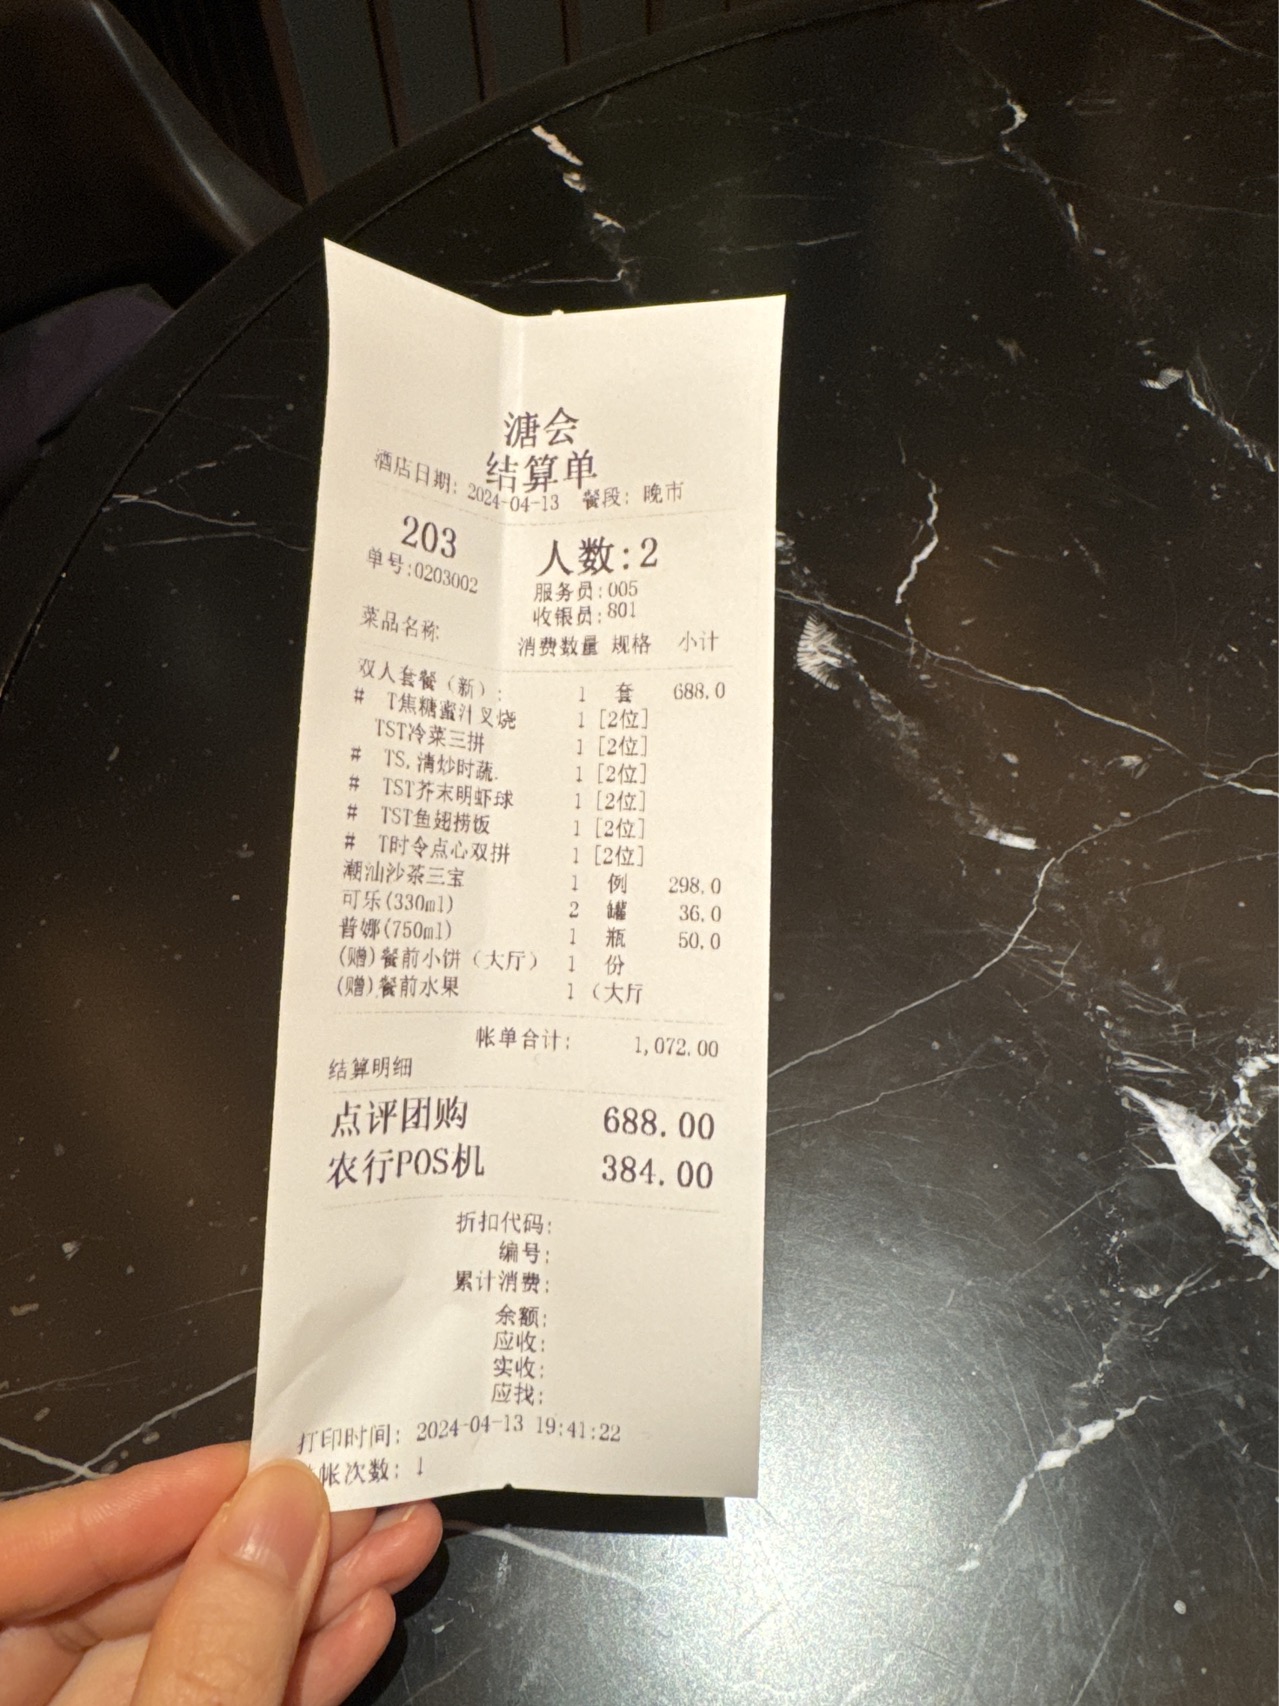 溏会
结算单
酒店日期: 2024-04-13 餐段: 晚市
203 人数:2
单号:0203002 服务员:005
收银员:801
菜品名称 消费数量 规格 小计
双人套餐（新）: 1 套 688.0
# T焦糖蜜汁叉烧 1 [2位]
TST冷菜三拼 1 [2位]
# TS.清炒时蔬. 1 [2位]
# TST芥末明虾球 1 [2位]
# TST鱼翅捞饭 1 [2位]
# T时令点心双拼 1 [2位]
潮汕沙茶三宝 1 例 298.0
可乐(330ml) 2 罐 36.0
普娜(750ml) 1 瓶 50.0
(赠)餐前小饼（大厅） 1 份
(赠)餐前水果 1 （大厅
帐单合计: 1,072.00
结算明细
点评团购 688.00
农行POS机 384.00
折扣代码:
编号:
累计消费:
余额:
应收:
实收:
应找:
打印时间: 2024-04-13 19:41:22
帐次数: 1